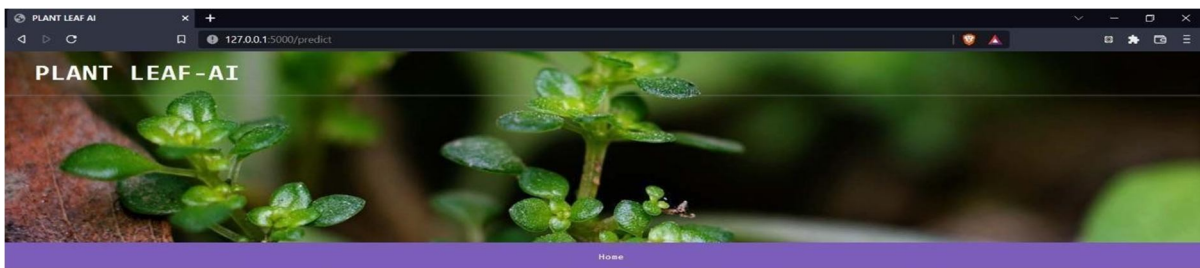 PLANT LEAF AI
127.0.0.1:5000/predict
PLANT LEAF-AI
Home